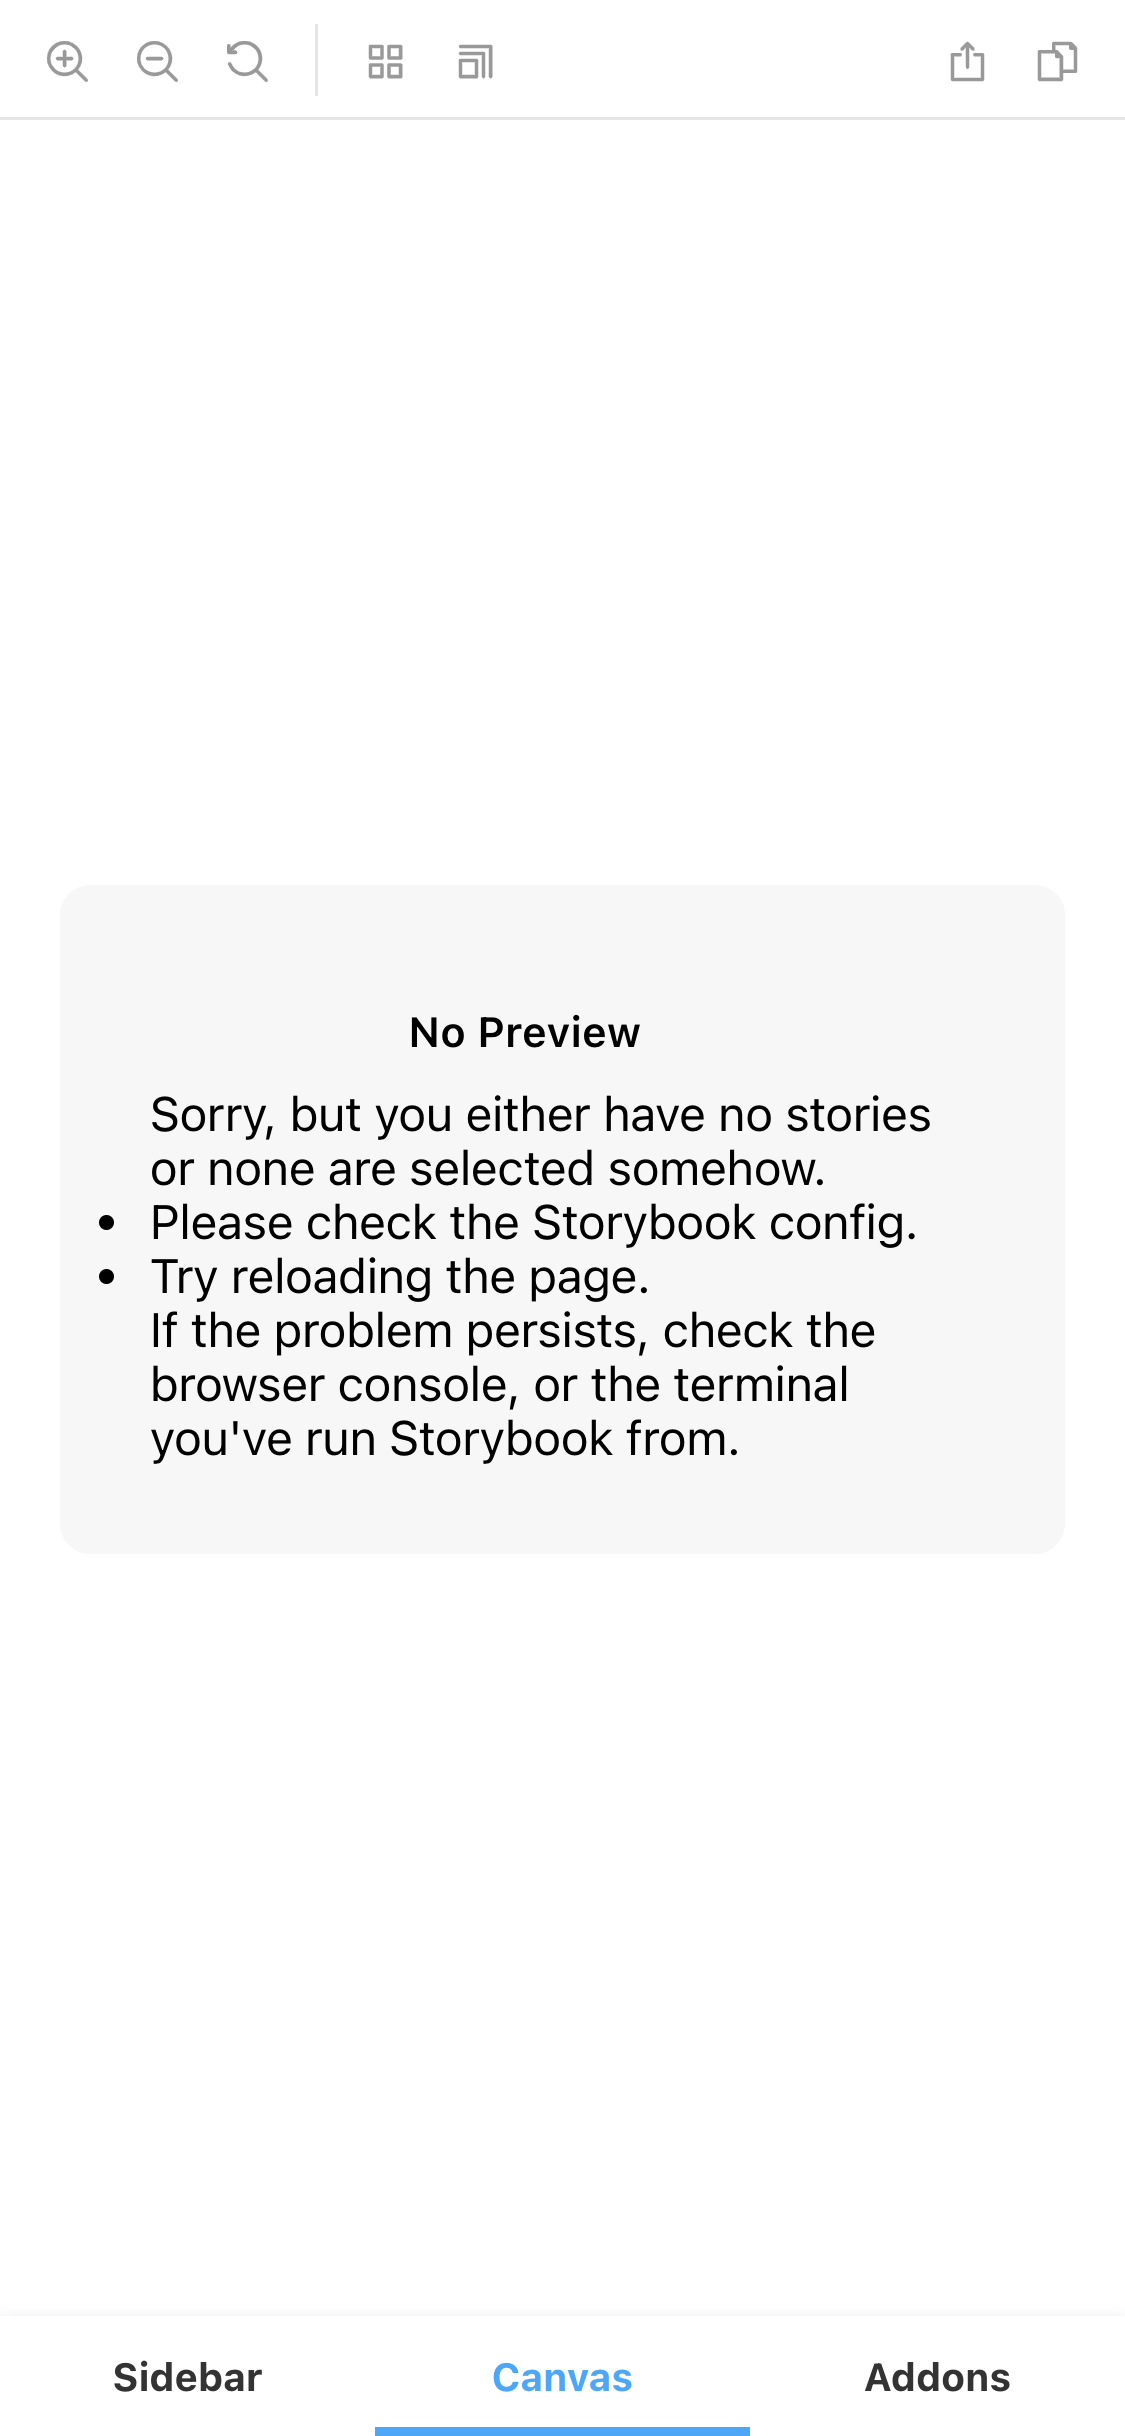 No Preview
Sorry, but you either have no stories
or none are selected somehow.
• Please check the Storybook config.
• Try reloading the page.
If the problem persists, check the
browser console, or the terminal
you've run Storybook from.
Sidebar Canvas Addons